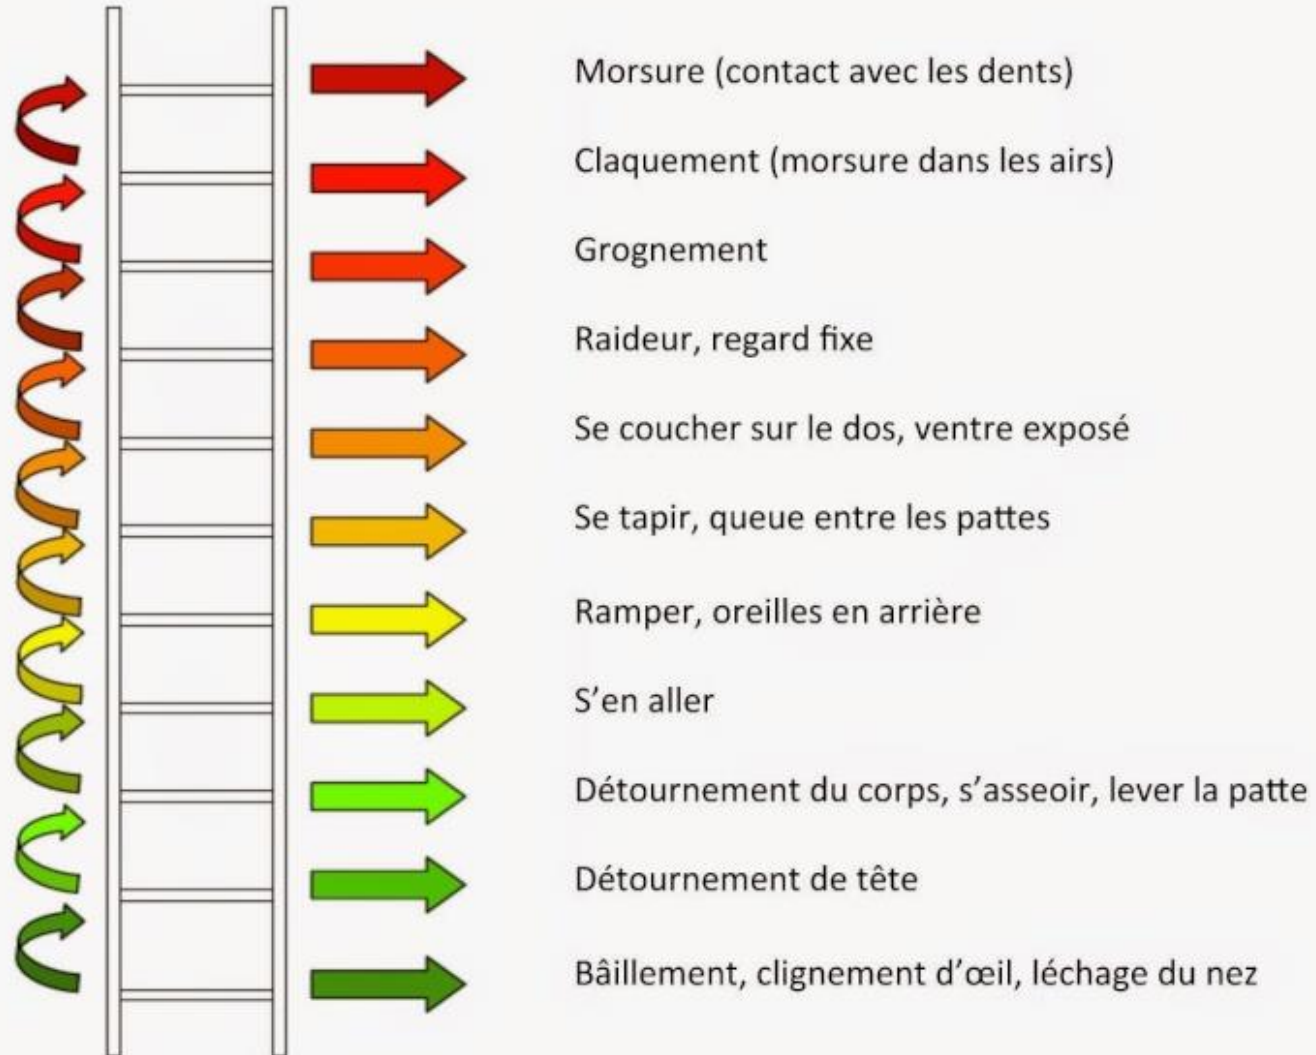 Morsure (contact avec les dents)
Claquement (morsure dans les airs)
Grognement
Raideur, regard fixe
Se coucher sur le dos, ventre exposé
Se tapir, queue entre les pattes
Ramper, oreilles en arrière
S’en aller
Détournement du corps, s’asseoir, lever la patte
Détournement de tête
Bâillement, clignement d’œil, léchage du nez